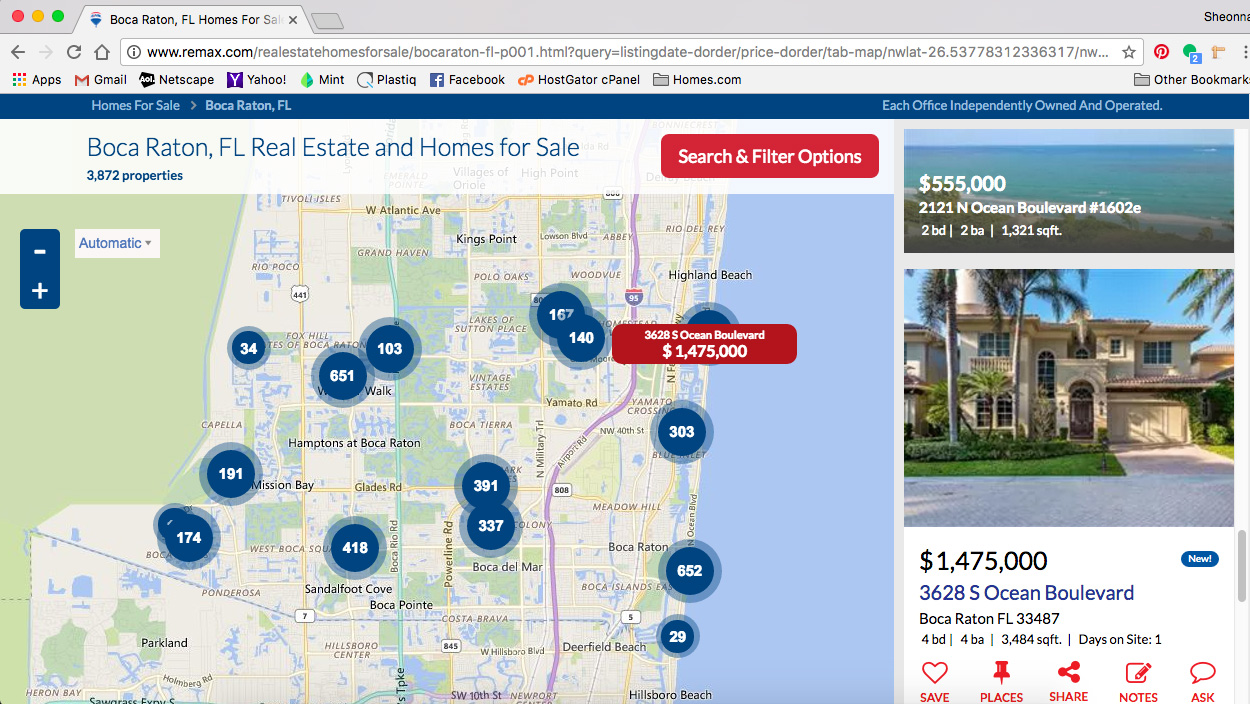 Boca Raton, FL Homes For Sa
Sheonna
www.remax.com/realestatehomesforsale/bocaraton-fl-p001.html?query=listingdate-dorder/price-dorder/tab-map/nwlat-26.53778312336317/nw...
2
Apps Gmail Aol. Netscape Yahoo! Mint Plastiq Facebook HostGator cPanel Homes.com Other Bookmarks
Homes For Sale > Boca Raton, FL
Each Office Independently Owned And Operated.
Boca Raton, FL Real Estate and Homes for Sale
3,872 properties
Search & Filter Options
EMERALD POINTE
Villages of Oriole
High Point
TIVOLI ISLES
W Atlantic Ave
Kings Point
Lowson Blvd
ABBEY
RIO DEL REY
-
Automatic
+
GRAND HAVEN
RIO POCO
POLO OAKS
WOODVUE
Highland Beach
441
95
167
LAKES OF SUTTON PLACE
140
3628 S Ocean Boulevard
$ 1,475,000
34
FOX HILL
103
651
Walk
VINTAGE ESTATES
Yamato Rd
YAMATO CROSSING
CAPELLA
BOCA TIERRA
N Military Trl
NW 40th St
303
Hamptons at Boca Raton
Airport Rd
191
Mission Bay
Glades Rd
391
808
MEADOW HILL
N Ocean Blvd
174
WEST BOCA SQUA
418
Boca Rio Rd
Powerline Rd
337
COLONY
Boca Raton
Boca del Mar
652
BOCA ISLANDS EAS
PONDEROSA
Sandalfoot Cove
Boca Pointe
7
COSTA BRAVA
5
29
Parkland
HILLSBORO CENTER
845
W Hillsboro Blvd
Deerfield Beach
Holmberg Rd
HERON BAY
Sawgrass Expy S
's Tpke
SW 10th St
NEWPORT
Hillsboro Beach
$555,000
2121 N Ocean Boulevard #1602e
2 bd | 2 ba | 1,321 sqft.
$1,475,000
New!
3628 S Ocean Boulevard
Boca Raton FL 33487
4 bd | 4 ba | 3,484 sqft. | Days on Site: 1
SAVE PLACES SHARE NOTES ASK